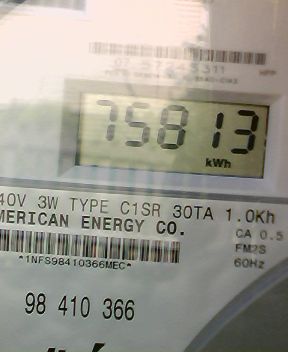 75813
kWh
40V 3W TYPE C1SR 30TA 1.0Kh
MERICAN ENERGY CO.
CA 0.5
FM2S
*1NFS98410366MEC*
60Hz
98 410 366